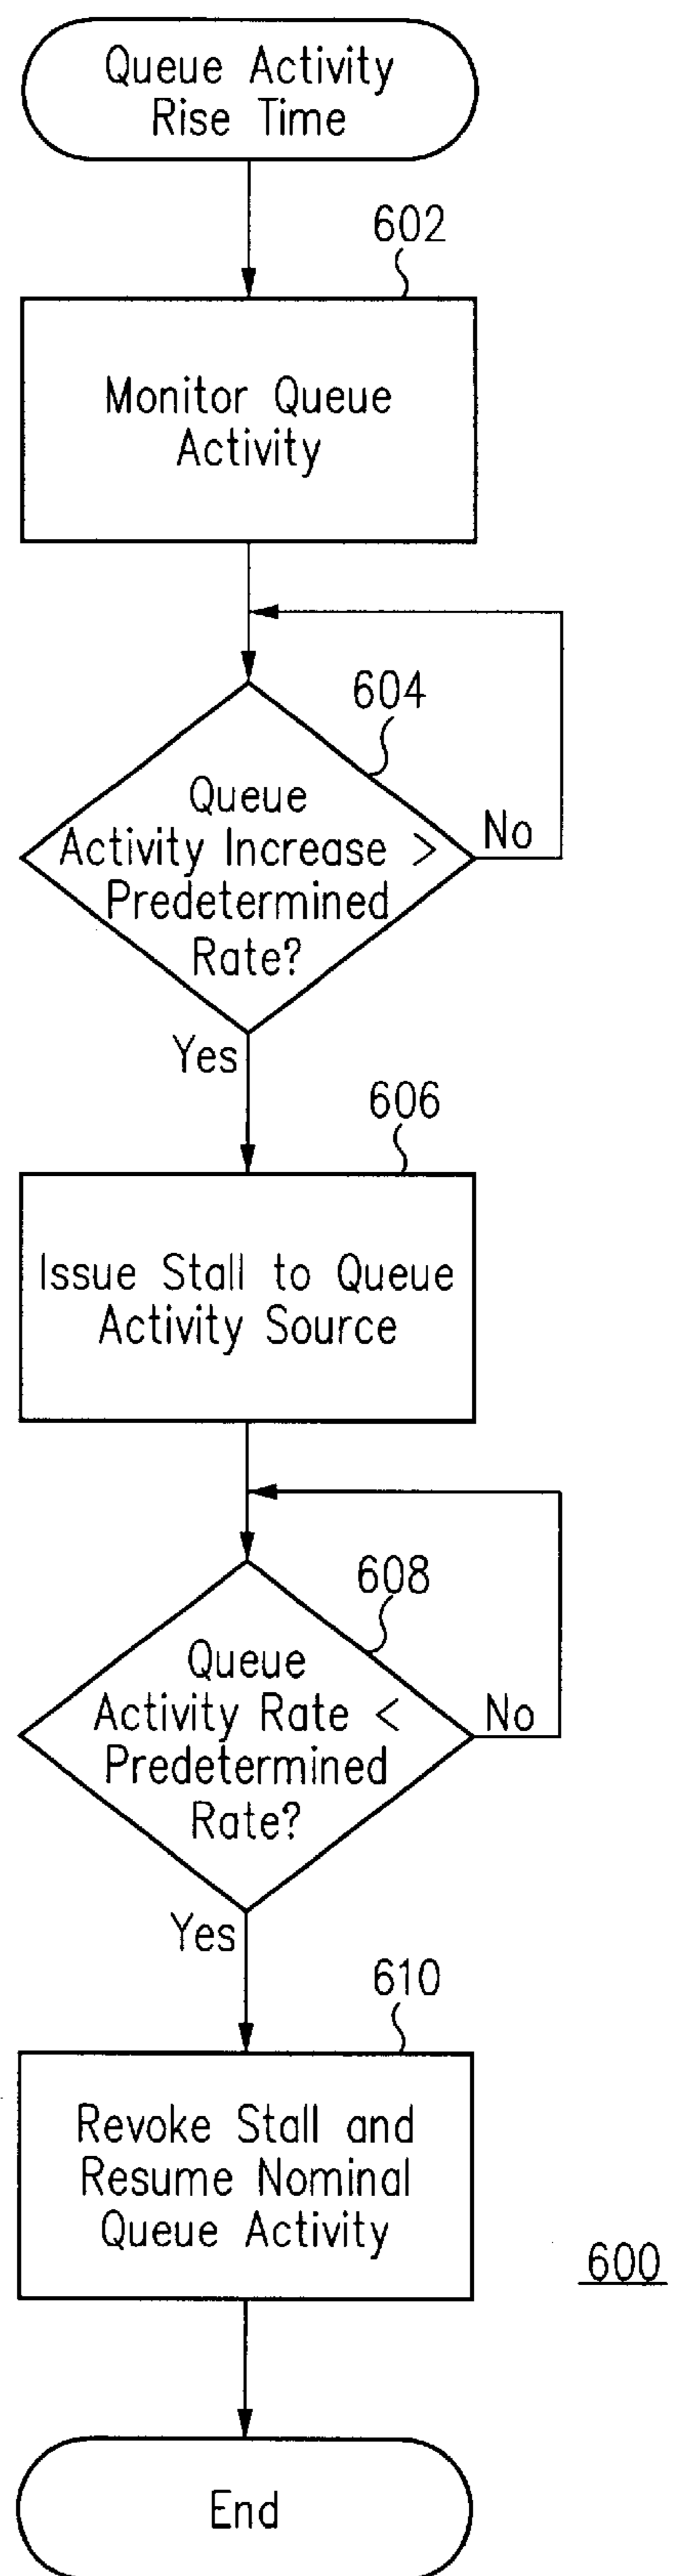 Queue Activity
Rise Time
602
Monitor Queue
Activity
604
Queue
Activity Increase >
Predetermined
Rate?
No
Yes
606
Issue Stall to Queue
Activity Source
608
Queue
Activity Rate <
Predetermined
Rate?
No
Yes
610
Revoke Stall and
Resume Nominal
Queue Activity
600
End